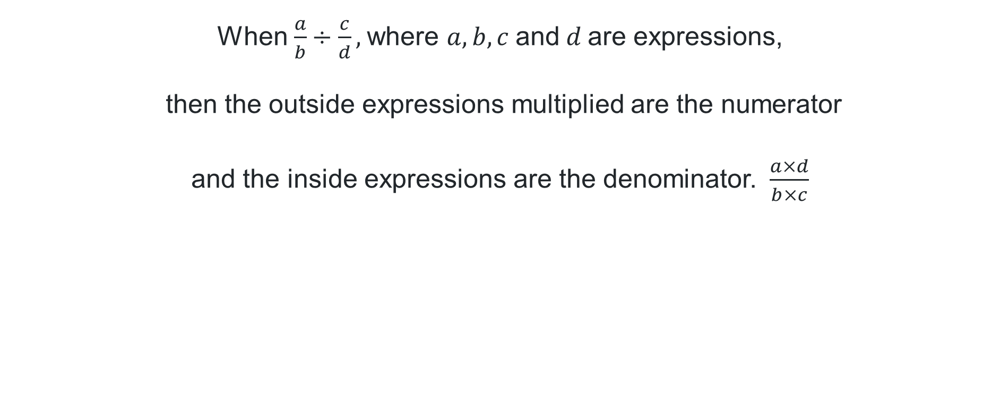 When a/b ÷ c/d, where a, b, c and d are expressions,
then the outside expressions multiplied are the numerator
and the inside expressions are the denominator. a×d/b×c